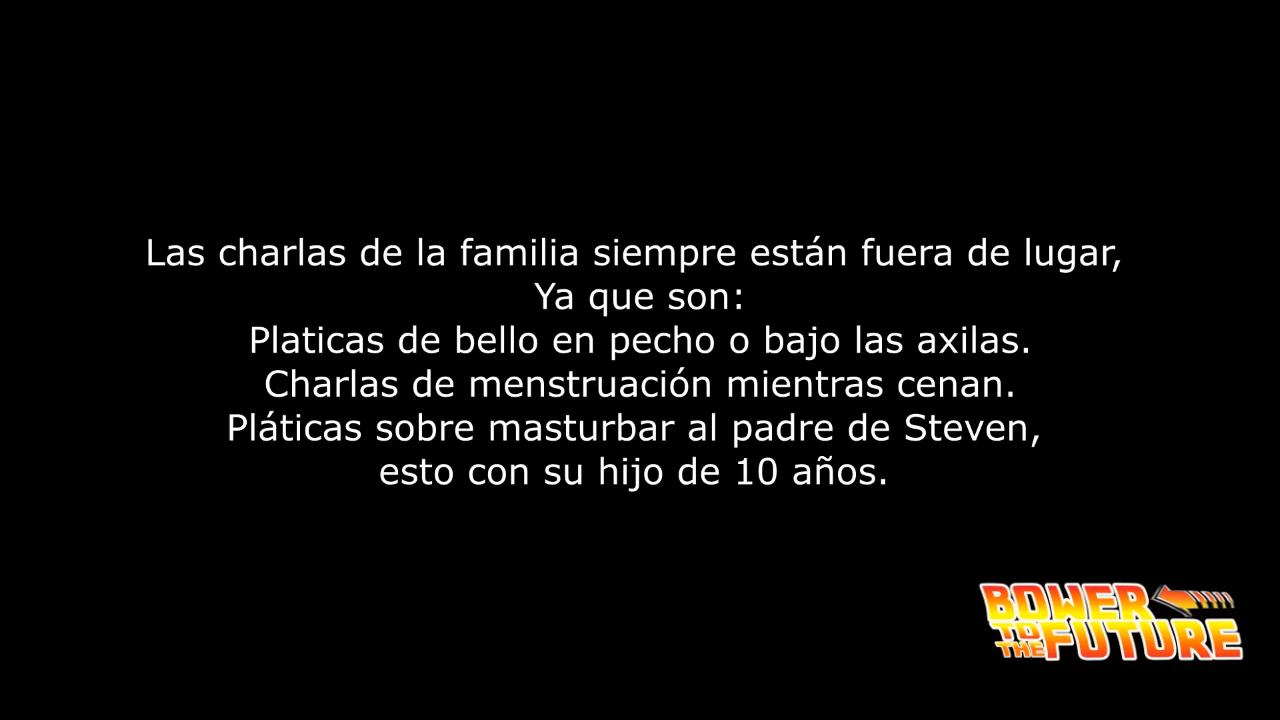 Las charlas de la familia siempre están fuera de lugar,
Ya que son:
Platicas de bello en pecho o bajo las axilas.
Charlas de menstruación mientras cenan.
Pláticas sobre masturbar al padre de Steven,
esto con su hijo de 10 años.
BOWER
TO
THE FUTURE